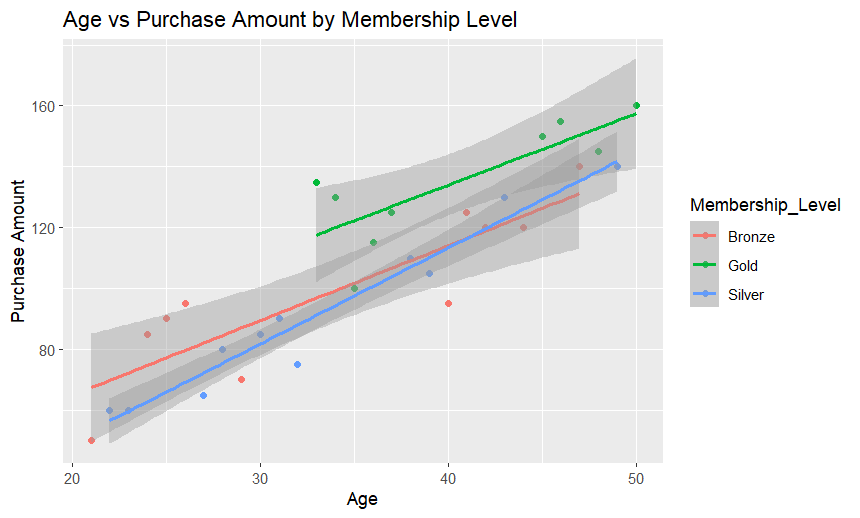 Age vs Purchase Amount by Membership Level
Purchase Amount
160
120
80
20 30 40 50
Age
Membership_Level
Bronze
Gold
Silver